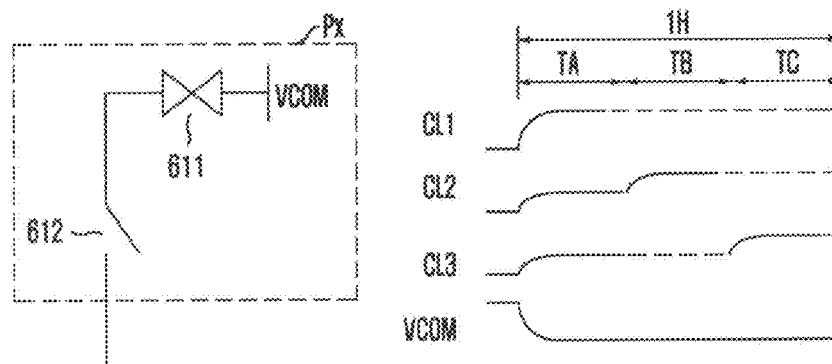 Px
VCOM
611
612
1H
TA TB TC
CL1
CL2
CL3
VCOM